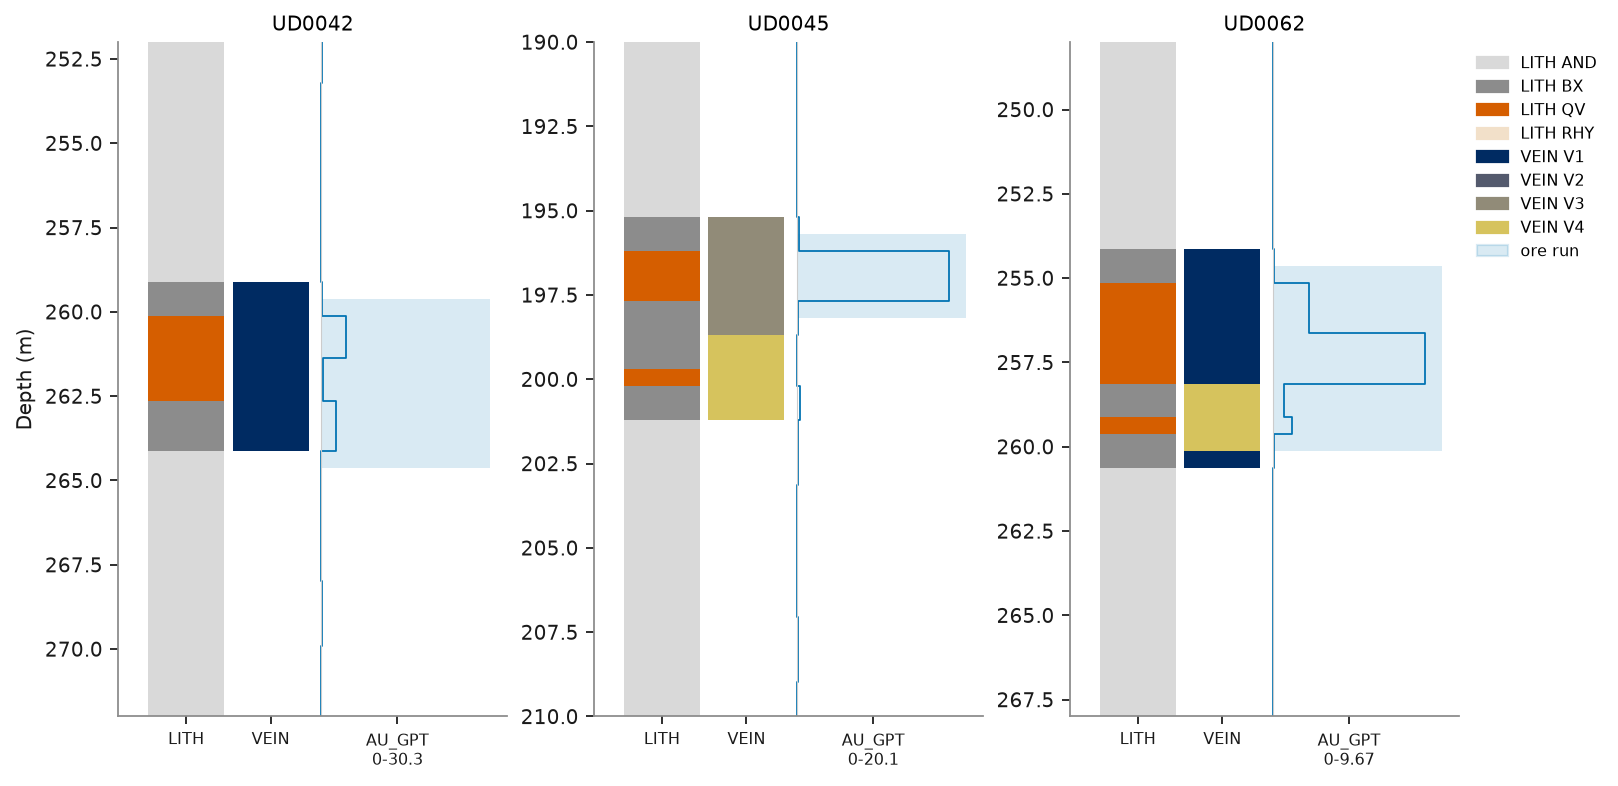 UD0042
UD0045
UD0062
Depth (m)
252.5
255.0
257.5
260.0
262.5
265.0
267.5
270.0
LITH
VEIN
AU_GPT
0-30.3
190.0
192.5
195.0
197.5
200.0
202.5
205.0
207.5
210.0
LITH
VEIN
AU_GPT
0-20.1
250.0
252.5
255.0
257.5
260.0
262.5
265.0
267.5
LITH
VEIN
AU_GPT
0-9.67
LITH AND
LITH BX
LITH QV
LITH RHY
VEIN V1
VEIN V2
VEIN V3
VEIN V4
ore run